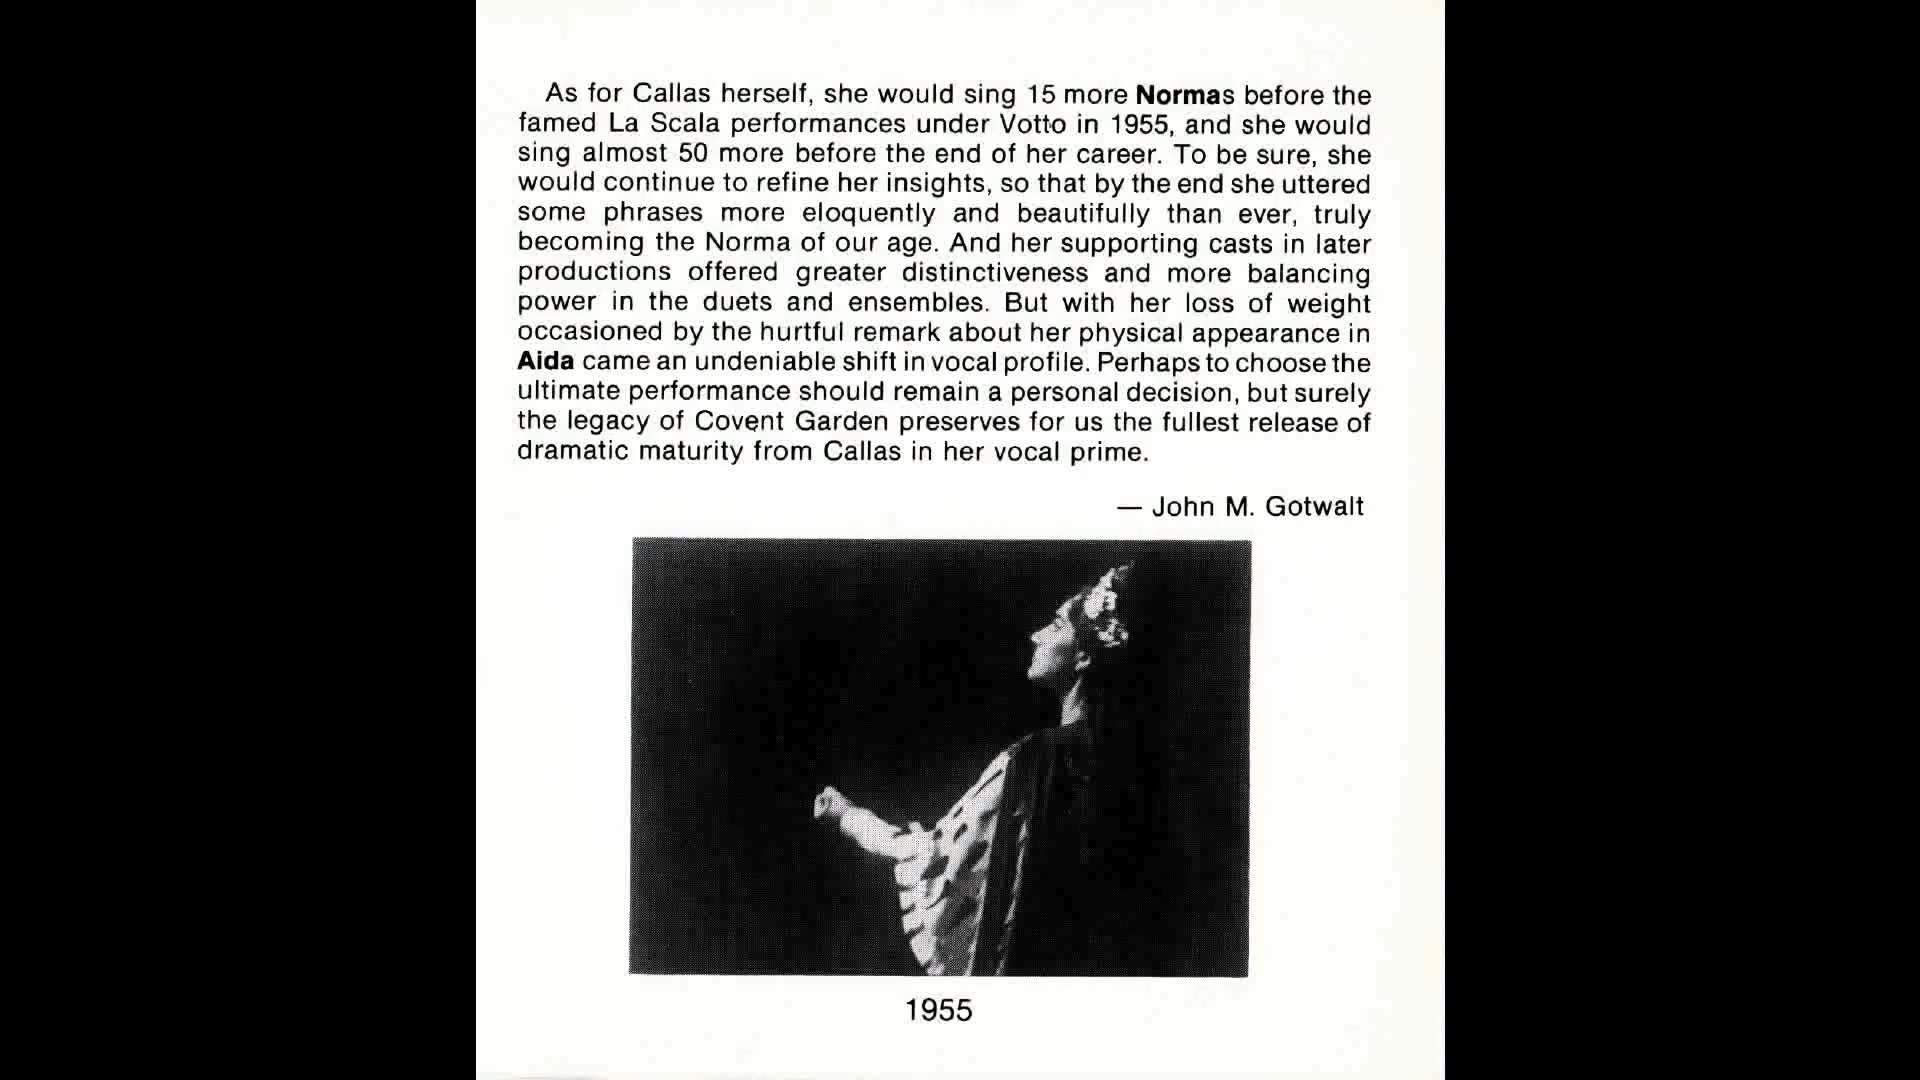 As for Callas herself, she would sing 15 more Normas before the
famed La Scala performances under Votto in 1955, and she would
sing almost 50 more before the end of her career. To be sure, she
would continue to refine her insights, so that by the end she uttered
some phrases more eloquently and beautifully than ever, truly
becoming the Norma of our age. And her supporting casts in later
productions offered greater distinctiveness and more balancing
power in the duets and ensembles. But with her loss of weight
occasioned by the hurtful remark about her physical appearance in
Aida came an undeniable shift in vocal profile. Perhaps to choose the
ultimate performance should remain a personal decision, but surely
the legacy of Covent Garden preserves for us the fullest release of
dramatic maturity from Callas in her vocal prime.
— John M. Gotwalt
1955